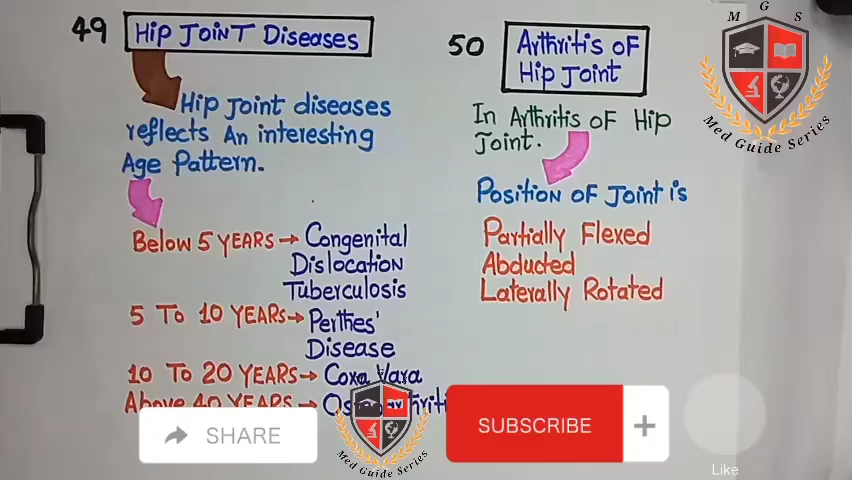 49 Hip Joint Diseases
Hip Joint diseases
reflects An interesting
Age Pattern.
Below 5 YEARS → Congenital
Dislocation
Tuberculosis
5 To 10 YEARS → Perthes'
Disease
10 To 20 YEARS → Coxa Vara
Above 40 YEARS →
50 Arthritis OF
Hip Joint
In Arthritis OF Hip
Joint.
Position OF Joint is
Partially Flexed
Abducted
Laterally Rotated
M G S
Med Guide Series
SHARE
Med Guide Series
SUBSCRIBE +
Like